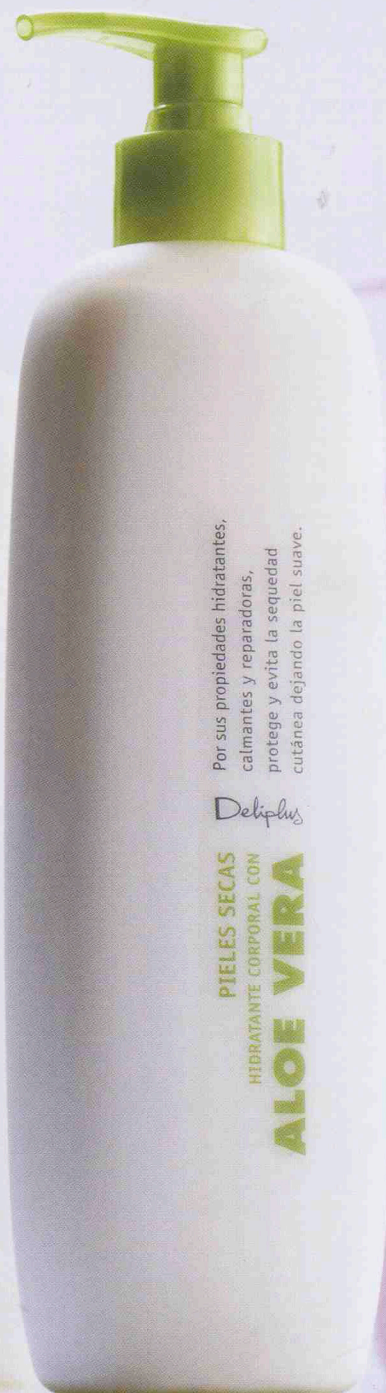 PIELES SECAS
HIDRATANTE CORPORAL CON
ALOE VERA
Deliplus
Por sus propiedades hidratantes,
calmantes y reparadoras,
protege y evita la sequedad
cutánea dejando la piel suave.